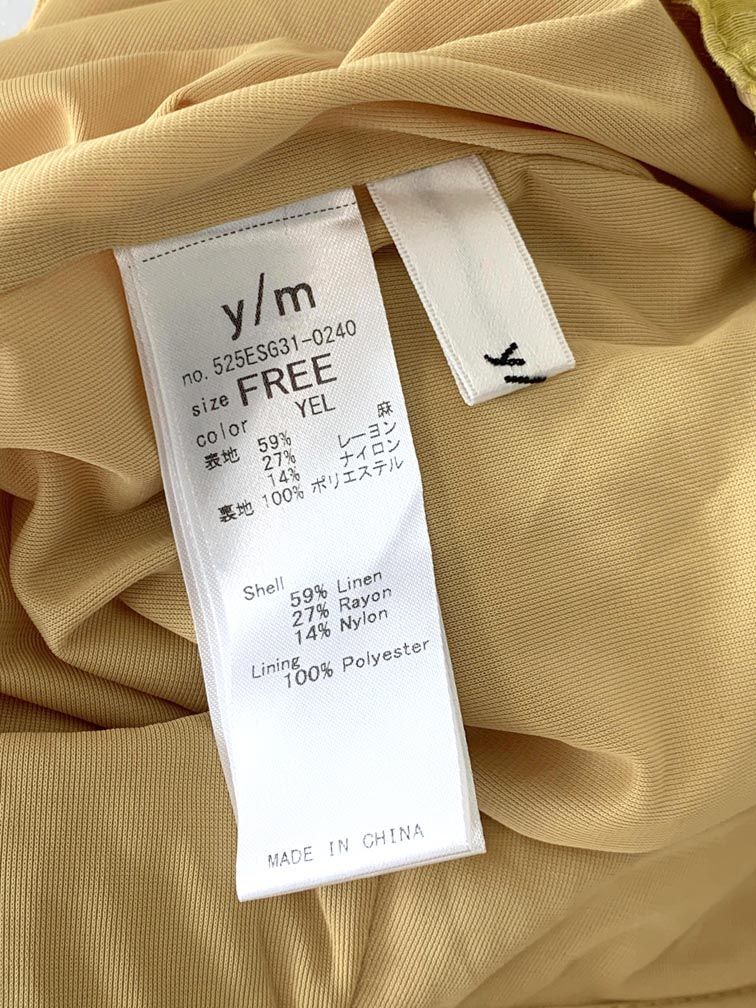 y/m
no. 525ESG31-0240
size FREE
color YEL
表地 59% 麻
27% レーヨン
14% ナイロン
裏地 100% ポリエステル
Shell
59% Linen
27% Rayon
14% Nylon
Lining
100% Polyester
MADE IN CHINA